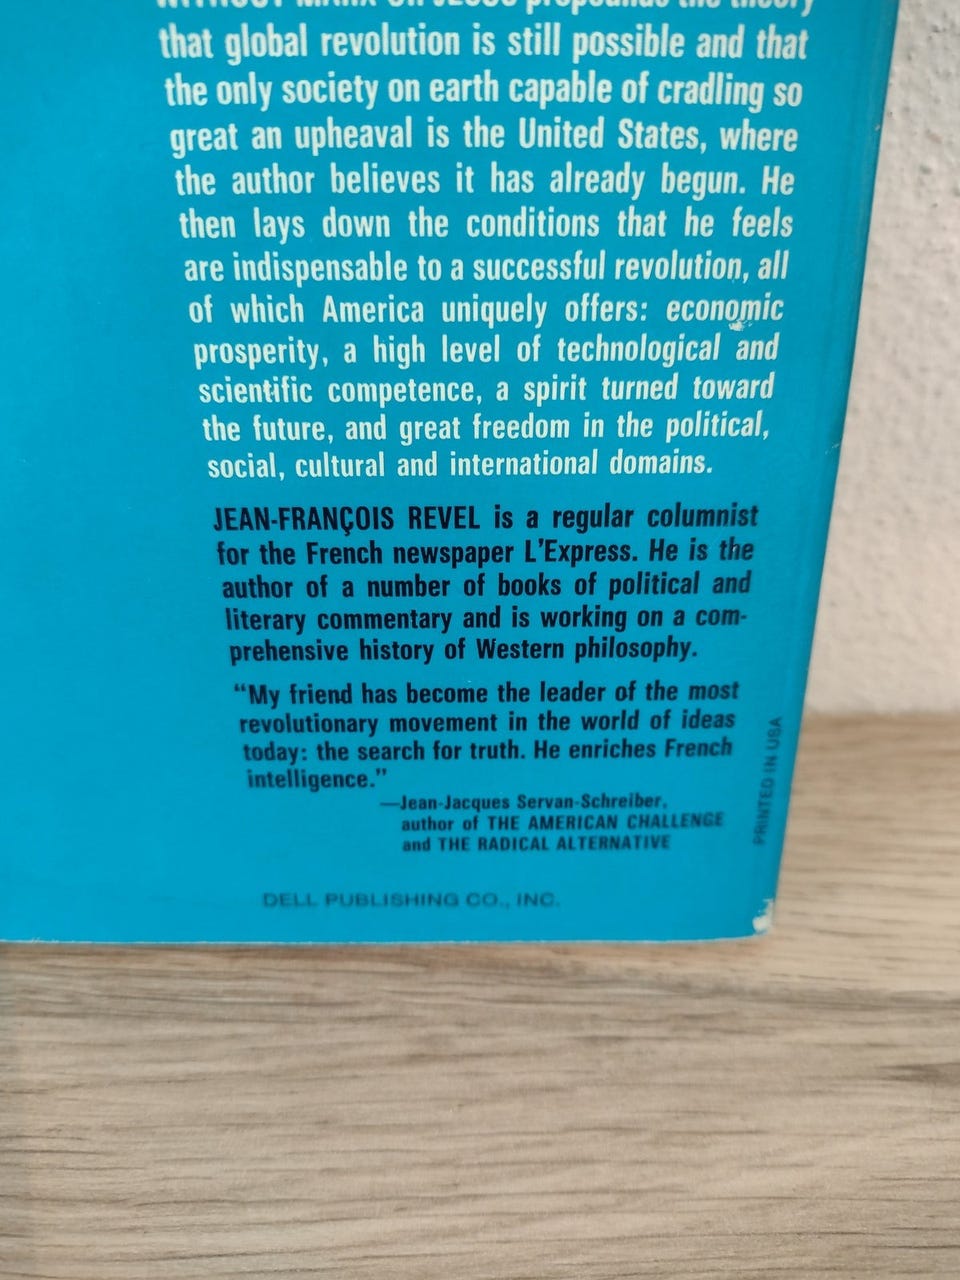 WITHOUT MARX OR JESUS propounds the theory
that global revolution is still possible and that
the only society on earth capable of cradling so
great an upheaval is the United States, where
the author believes it has already begun. He
then lays down the conditions that he feels
are indispensable to a successful revolution, all
of which America uniquely offers: economic
prosperity, a high level of technological and
scientific competence, a spirit turned toward
the future, and great freedom in the political,
social, cultural and international domains.
JEAN-FRANÇOIS REVEL is a regular columnist
for the French newspaper L'Express. He is the
author of a number of books of political and
literary commentary and is working on a com-
prehensive history of Western philosophy.
“My friend has become the leader of the most
revolutionary movement in the world of ideas
today: the search for truth. He enriches French
intelligence.”
—Jean-Jacques Servan-Schreiber,
author of THE AMERICAN CHALLENGE
and THE RADICAL ALTERNATIVE
PRINTED IN USA
DELL PUBLISHING CO., INC.